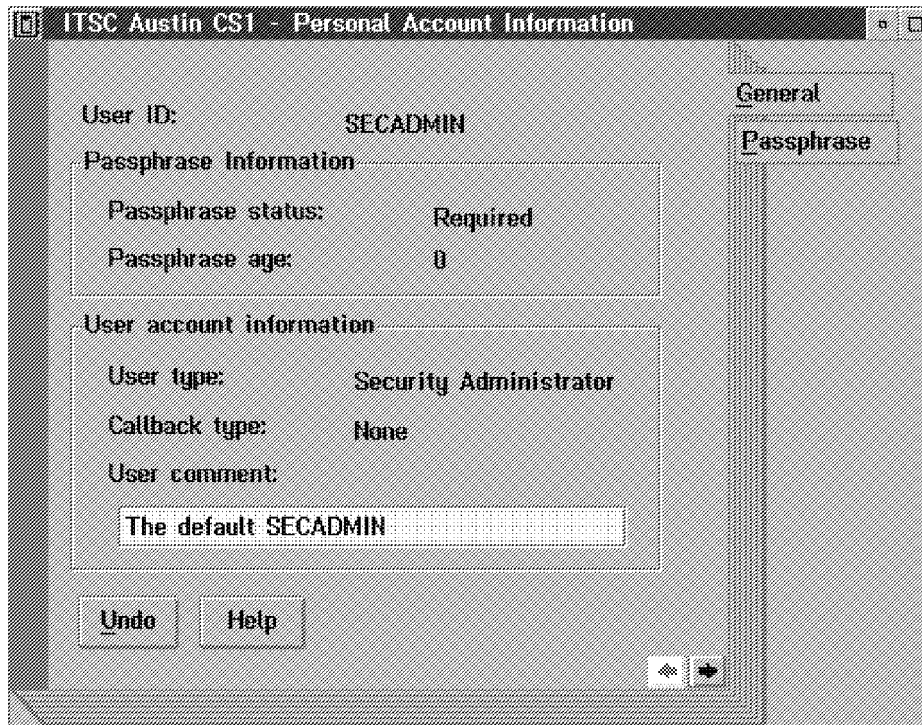 ITSC Austin CS1 - Personal Account Information
General
Passphrase
User ID: SECADMIN
Passphrase Information
Passphrase status: Required
Passphrase age: 0
User account information
User type: Security Administrator
Callback type: None
User comment:
The default SECADMIN
Undo Help